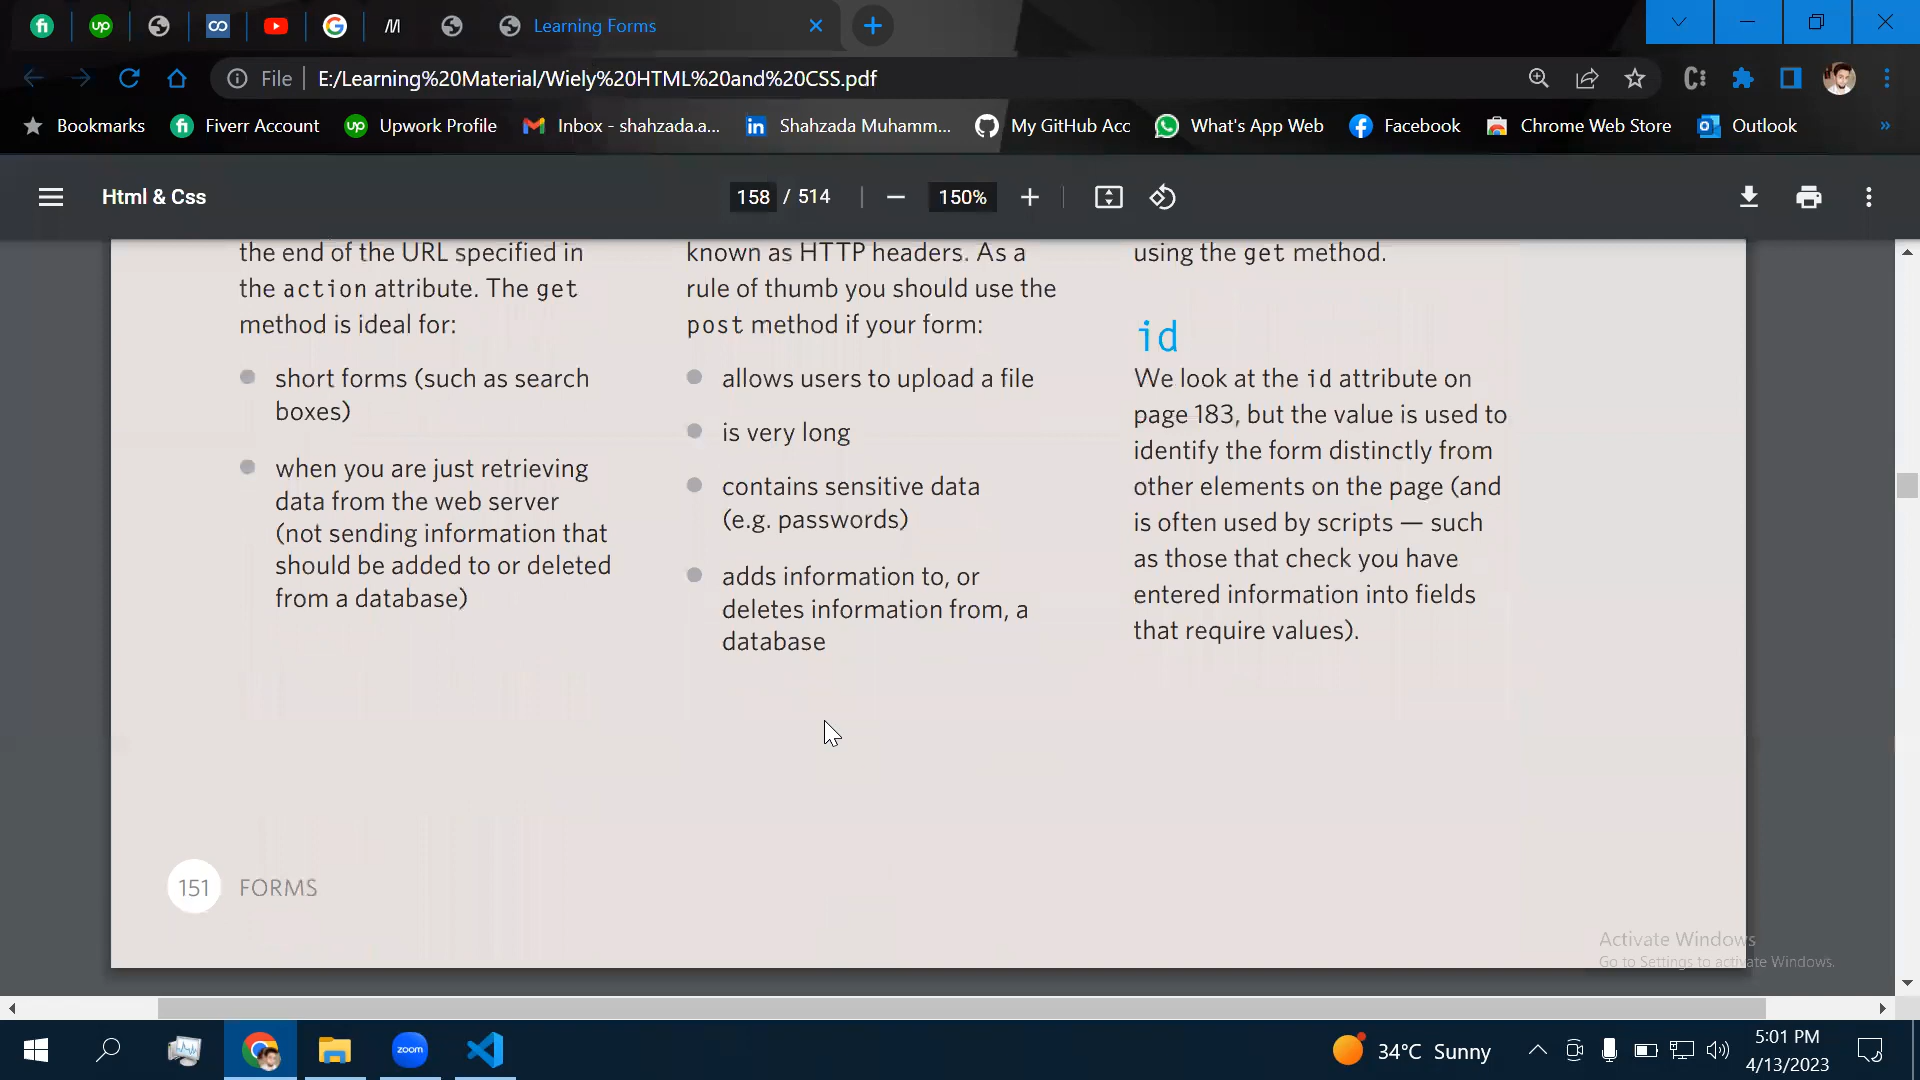 Learning Forms
File
E:/Learning%20Material/Wiely%20HTML%20and%20CSS.pdf
Bookmarks
Fiverr Account
Upwork Profile
Inbox - shahzada.a...
Shahzada Muhamm...
My GitHub Acc
What's App Web
Facebook
Chrome Web Store
Outlook
»
Html & Css
158 / 514
150%
the end of the URL specified in
the action attribute. The get
method is ideal for:
short forms (such as search
boxes)
when you are just retrieving
data from the web server
(not sending information that
should be added to or deleted
from a database)
known as HTTP headers. As a
rule of thumb you should use the
post method if your form:
allows users to upload a file
is very long
contains sensitive data
(e.g. passwords)
adds information to, or
deletes information from, a
database
using the get method.
id
We look at the id attribute on
page 183, but the value is used to
identify the form distinctly from
other elements on the page (and
is often used by scripts — such
as those that check you have
entered information into fields
that require values).
151 FORMS
Activate Windows
Go to Settings to activate Windows.
zoom
34°C Sunny
5:01 PM
4/13/2023